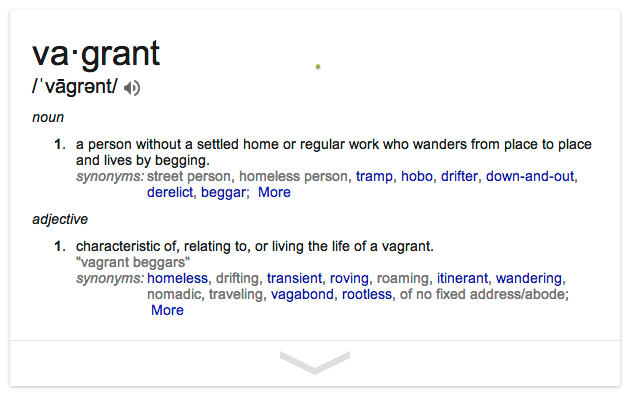 va·grant
/ˈvāgrənt/
noun
1. a person without a settled home or regular work who wanders from place to place
and lives by begging.
synonyms: street person, homeless person, tramp, hobo, drifter, down-and-out,
derelict, beggar; More
adjective
1. characteristic of, relating to, or living the life of a vagrant.
"vagrant beggars"
synonyms: homeless, drifting, transient, roving, roaming, itinerant, wandering,
nomadic, traveling, vagabond, rootless, of no fixed address/abode;
More